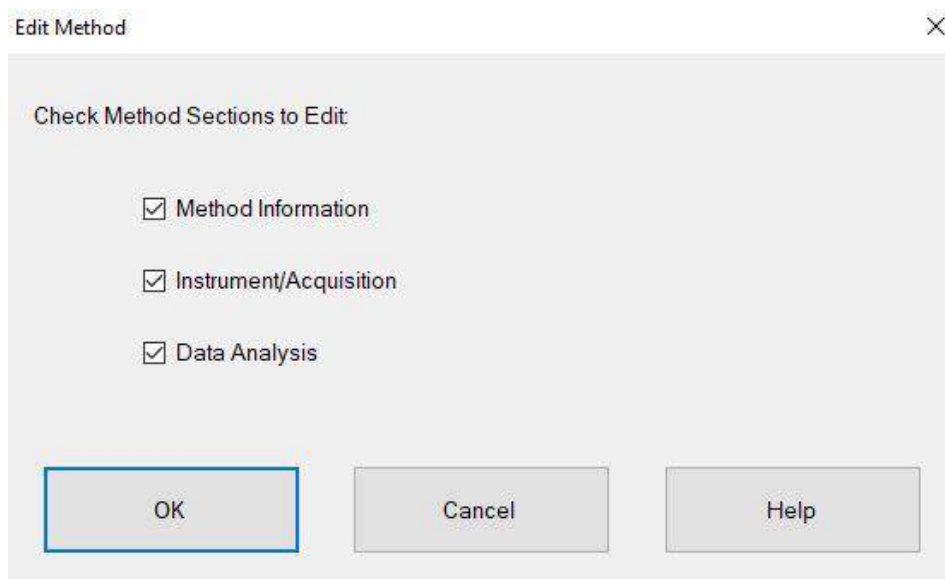 Edit Method
Check Method Sections to Edit:
Method Information
Instrument/Acquisition
Data Analysis
OK
Cancel
Help